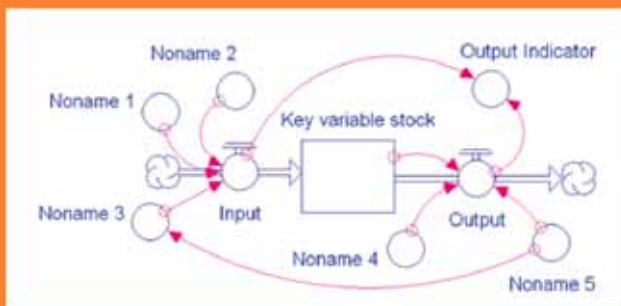 Noname 2
Output Indicator
Noname 1
Key variable stock
Noname 3
Input
Output
Noname 4
Noname 5